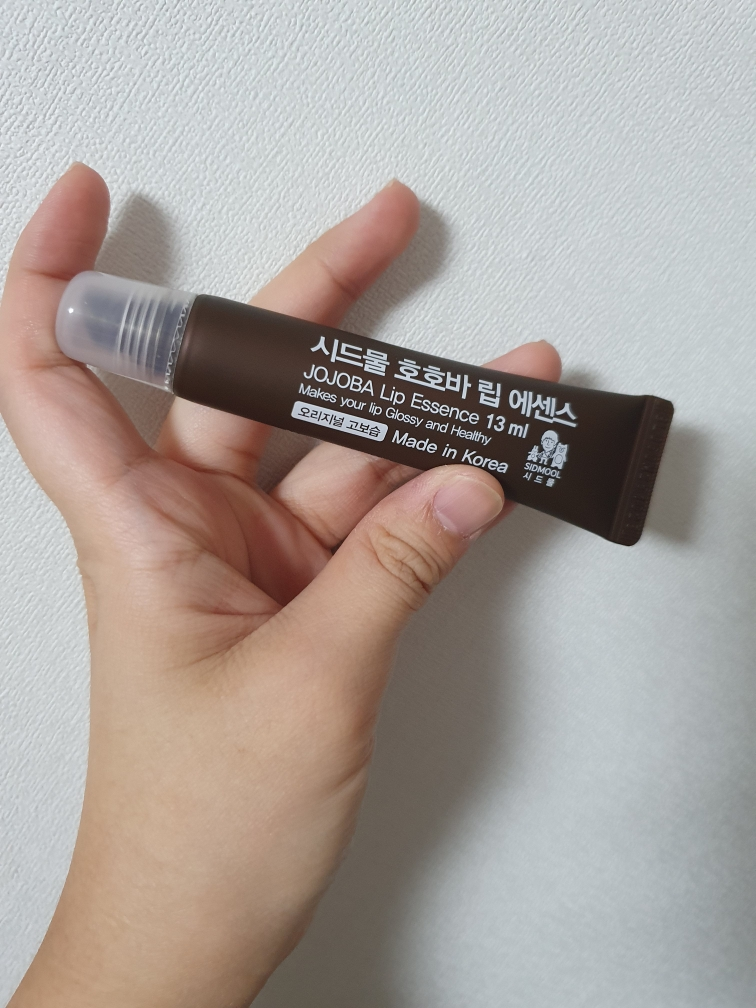 시드물 호호바 립 에센스
JOJOBA Lip Essence 13 ml
Makes your lip Glossy and Healthy
오리지널 고보습 Made in Korea
SIDMOOL
시드물